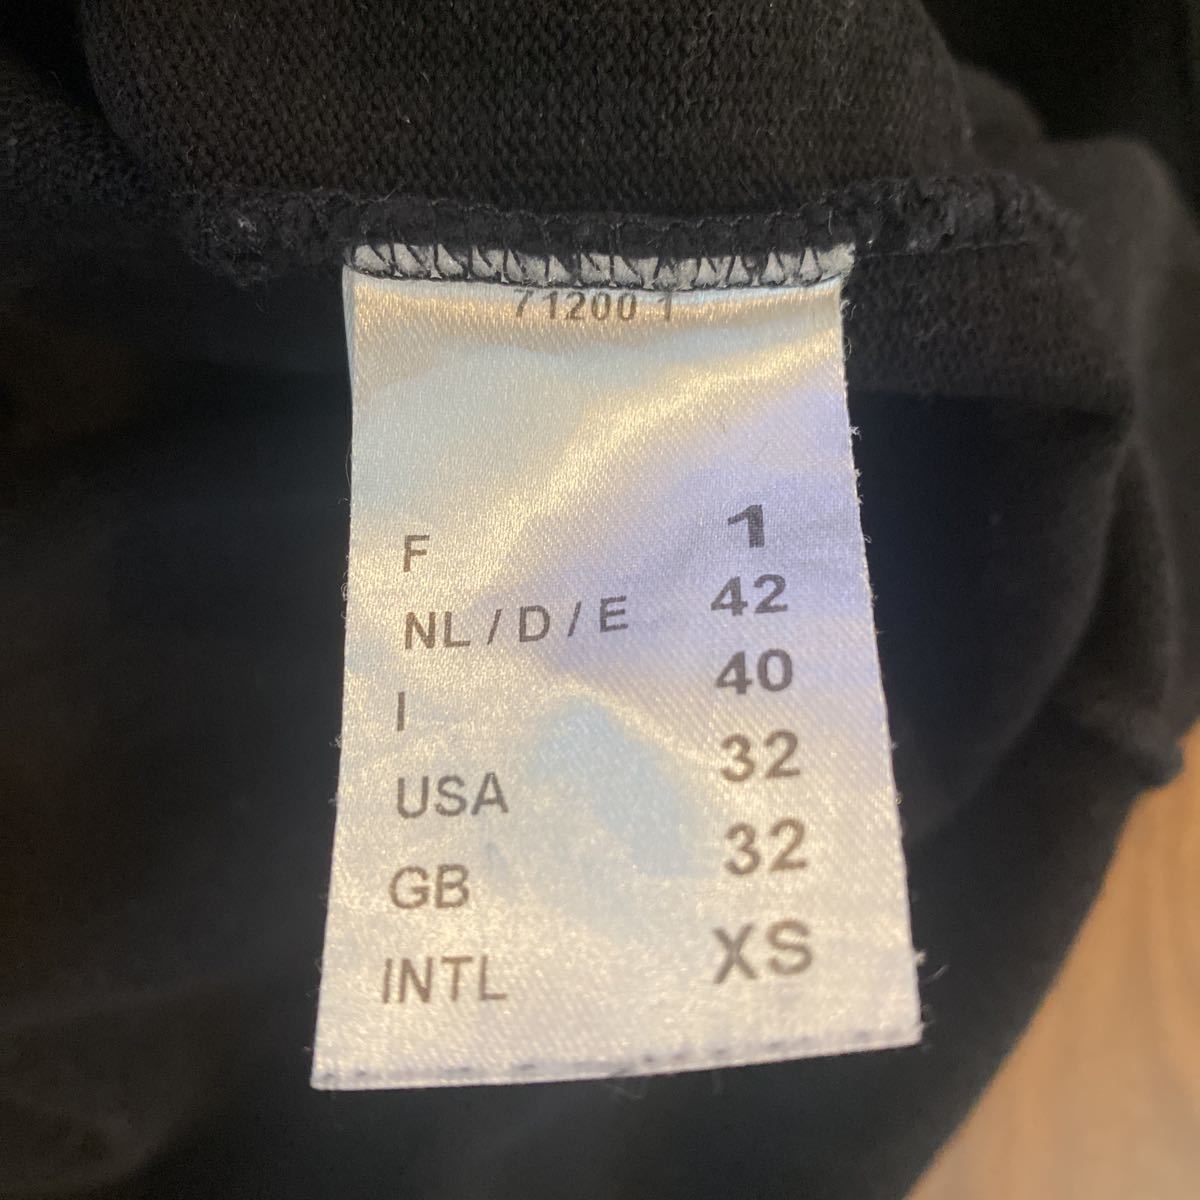 71200 1
F 1
NL / D / E 42
I 40
USA 32
GB 32
INTL XS